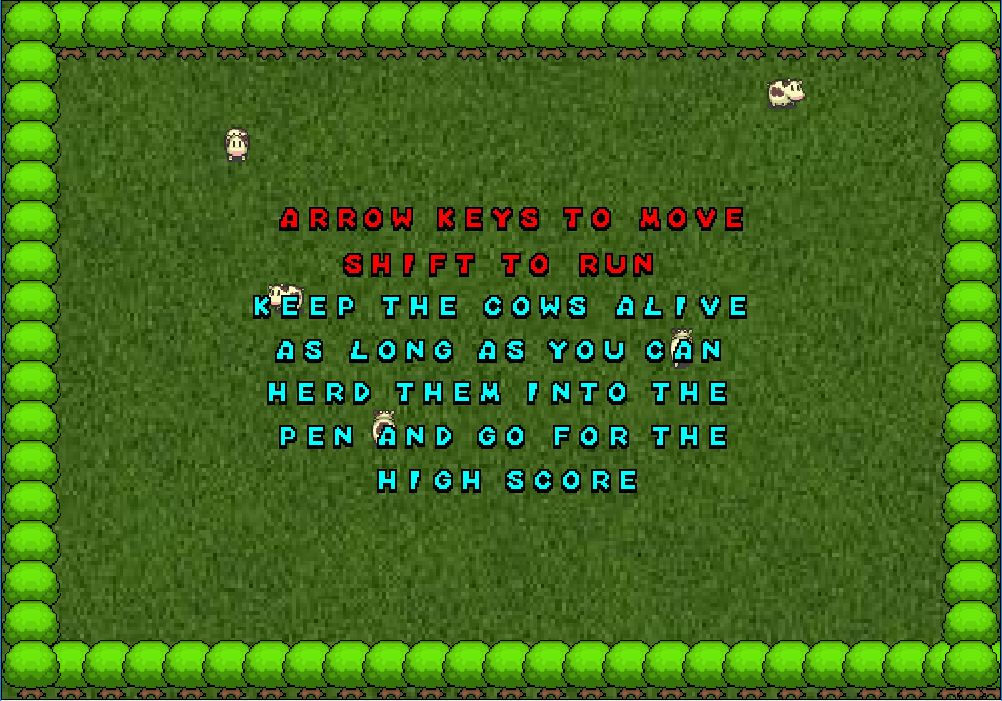 ARROW KEYS TO MOVE
SHIFT TO RUN
KEEP THE COWS ALIVE
AS LONG AS YOU CAN
HERD THEM INTO THE
PEN AND GO FOR THE
HIGH SCORE